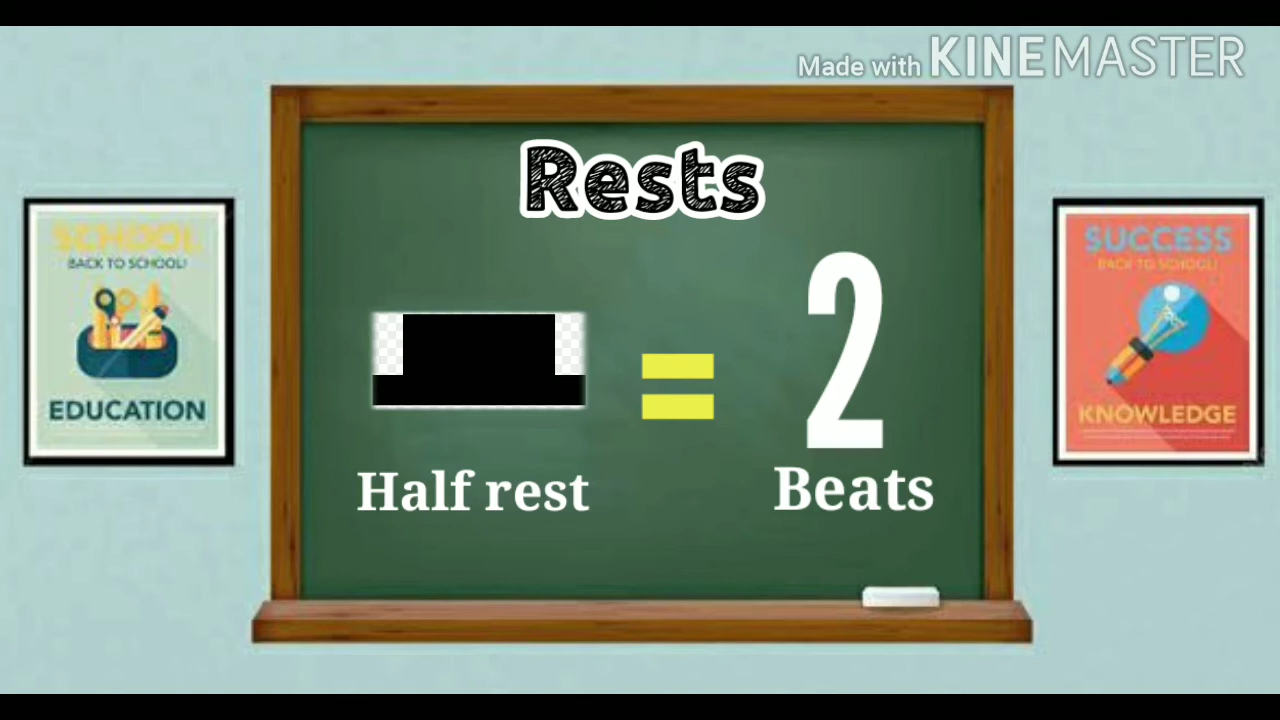 Made with KINEMASTER
Rests
SCHOOL
BACK TO SCHOOL!
EDUCATION
2
=
Half rest
Beats
SUCCESS
BACK TO SCHOOL!
KNOWLEDGE